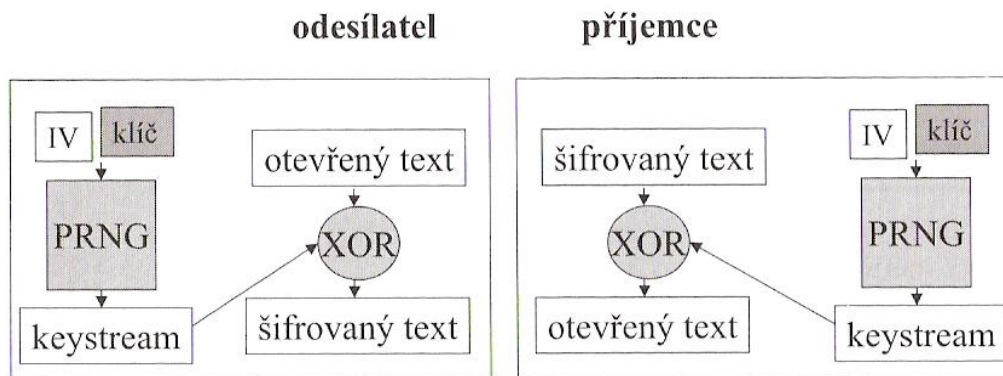 odesílatel
příjemce
IV
klíč
PRNG
keystream
otevřený text
XOR
šifrovaný text
šifrovaný text
XOR
otevřený text
IV
klíč
PRNG
keystream